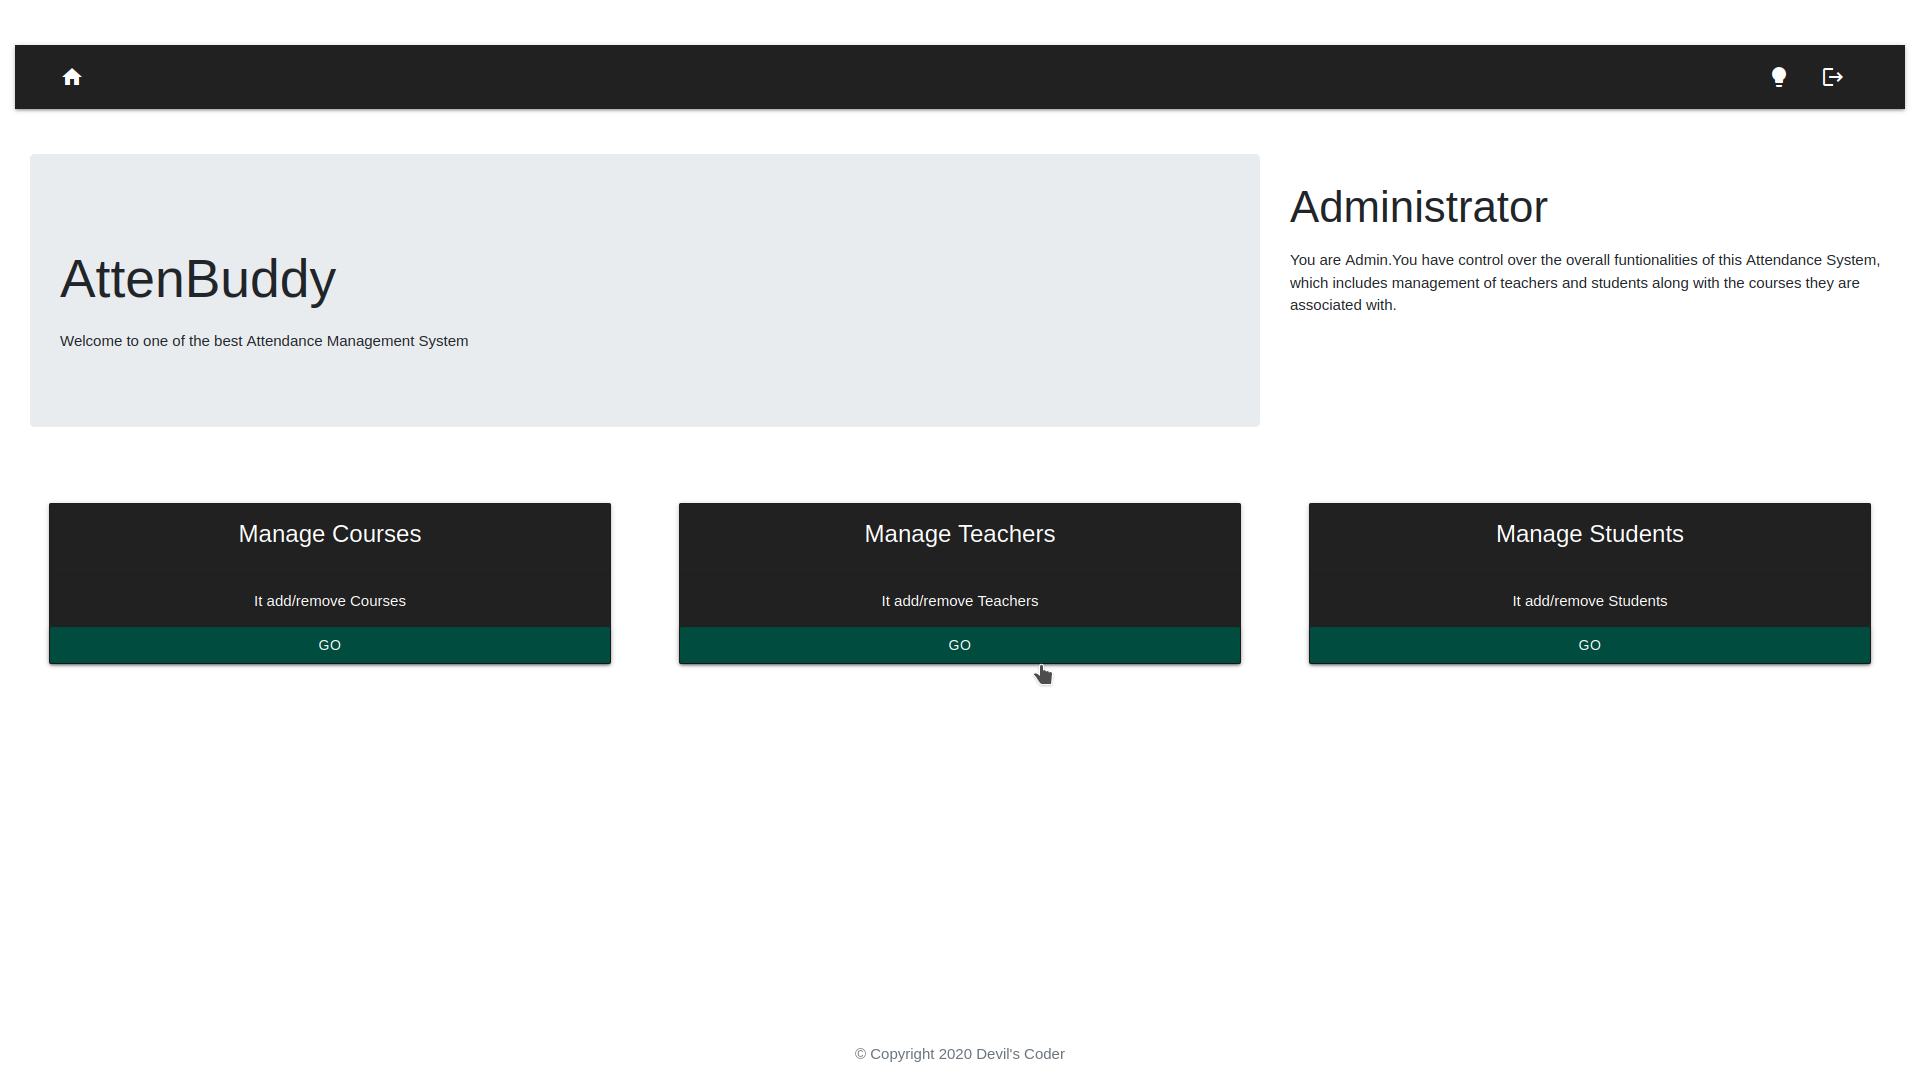 AttenBuddy
Welcome to one of the best Attendance Management System
Administrator
You are Admin.You have control over the overall funtionalities of this Attendance System,
which includes management of teachers and students along with the courses they are
associated with.
Manage Courses
It add/remove Courses
GO
Manage Teachers
It add/remove Teachers
GO
Manage Students
It add/remove Students
GO
© Copyright 2020 Devil's Coder